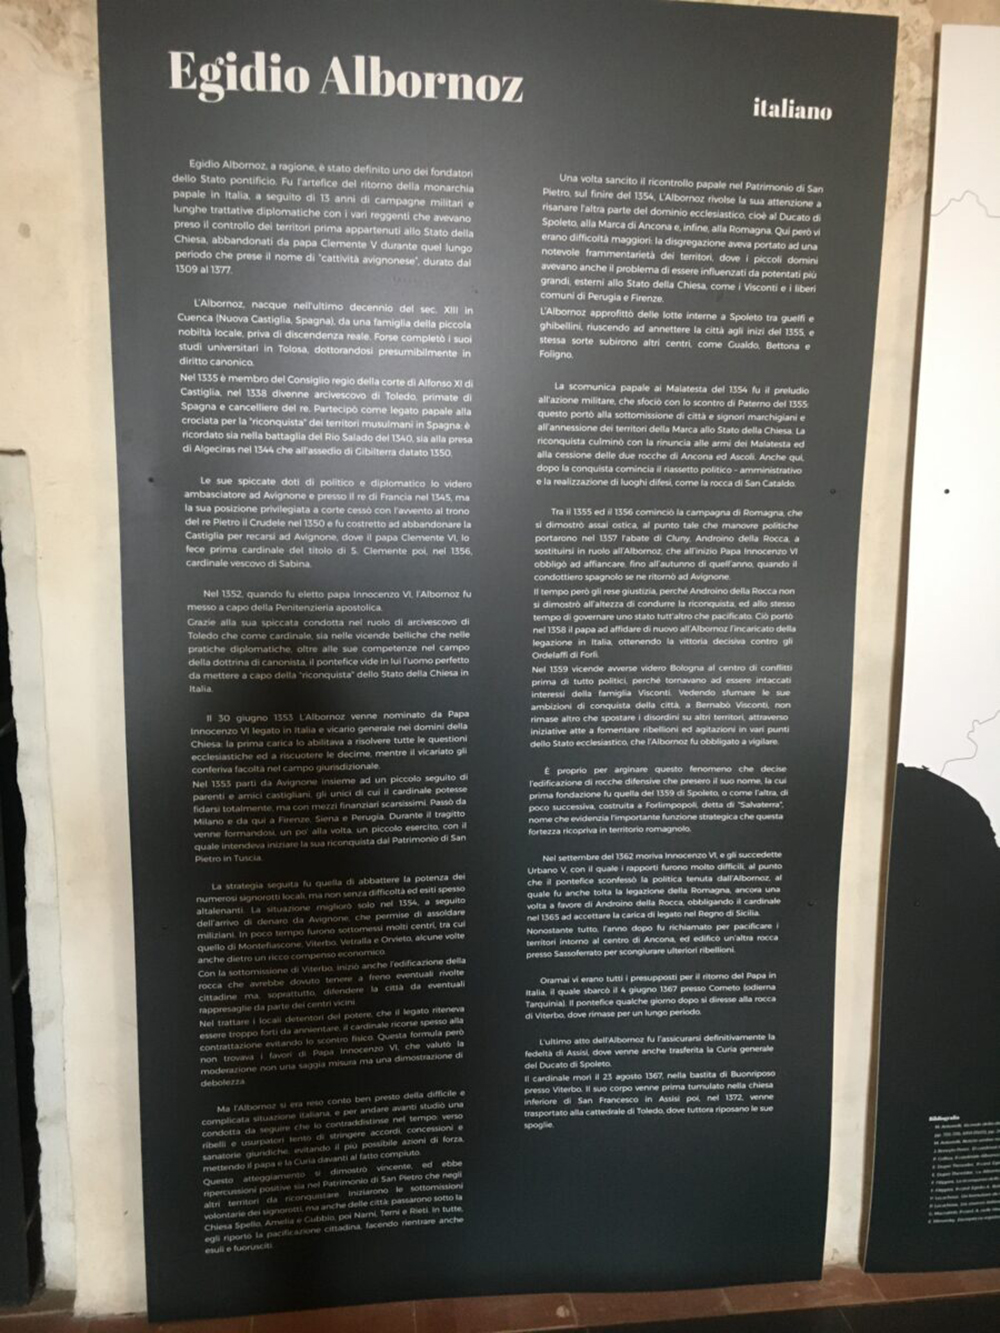 Egidio Albornoz
italiano
Egidio Albornoz, a ragione, è stato definito uno dei fondatori
dello Stato pontificio. Fu l'artefice del ritorno della monarchia
papale in Italia, a seguito di 13 anni di campagne militari e
lunghe trattative diplomatiche con i vari reggenti che avevano
preso il controllo dei territori prima appartenuti allo Stato della
Chiesa, abbandonati da papa Clemente V durante quel lungo
periodo che prese il nome di "cattività avignonese", durato dal
1309 al 1377.
L'Albornoz, nacque nell'ultimo decennio del sec. XIII in
Cuenca (Nuova Castiglia, Spagna), da una famiglia della piccola
nobiltà locale, priva di discendenza reale. Forse completò i suoi
studi universitari in Tolosa, dottorandosi presumibilmente in
diritto canonico.
Nel 1335 è membro del Consiglio regio della corte di Alfonso XI di
Castiglia, nel 1338 divenne arcivescovo di Toledo, primate di
Spagna e cancelliere del re. Partecipò come legato papale alla
crociata per la "riconquista" dei territori musulmani in Spagna: è
ricordato sia nella battaglia del Rio Salado del 1340, sia alla presa
di Algeciras nel 1344 che all'assedio di Gibilterra datato 1350.
Le sue spiccate doti di politico e diplomatico lo videro
ambasciatore ad Avignone e presso il re di Francia nel 1345, ma
la sua posizione privilegiata a corte cessò con l'avvento al trono
del re Pietro il Crudele nel 1350 e fu costretto ad abbandonare la
Castiglia per recarsi ad Avignone, dove il papa Clemente VI, lo
fece prima cardinale del titolo di S. Clemente poi, nel 1356,
cardinale vescovo di Sabina.
Nel 1352, quando fu eletto papa Innocenzo VI, l'Albornoz fu
messo a capo della Penitenzieria apostolica.
Grazie alla sua spiccata condotta nel ruolo di arcivescovo di
Toledo che come cardinale, sia nelle vicende belliche che nelle
pratiche diplomatiche, oltre alle sue competenze nel campo
della dottrina di canonista, il pontefice vide in lui l'uomo perfetto
da mettere a capo della "riconquista" dello Stato della Chiesa in
Italia.
Il 30 giugno 1353 L'Albornoz venne nominato da Papa
Innocenzo VI legato in Italia e vicario generale nei domini della
Chiesa: la prima carica lo abilitava a risolvere tutte le questioni
ecclesiastiche ed a riscuotere le decime, mentre il vicariato gli
conferiva facoltà nel campo giurisdizionale.
Nel 1353 partì da Avignone insieme ad un piccolo seguito di
parenti e amici castigliani, gli unici di cui il cardinale potesse
fidarsi totalmente, ma con mezzi finanziari scarsissimi. Passò da
Milano e da qui a Firenze, Siena e Perugia. Durante il tragitto
venne formandosi, un po' alla volta, un piccolo esercito, con il
quale intendeva iniziare la sua riconquista dal Patrimonio di San
Pietro in Tuscia.
La strategia seguita fu quella di abbattere la potenza dei
numerosi signorotti locali, ma non senza difficoltà ed esiti spesso
altalenanti. La situazione migliorò solo nel 1354, a seguito
dell'arrivo di denaro da Avignone, che permise di assoldare
miliziani. In poco tempo furono sottomessi molti centri, tra cui
quello di Montefiascone, Viterbo, Vetralla e Orvieto, alcune volte
anche dietro un ricco compenso economico.
Con la sottomissione di Viterbo, iniziò anche l'edificazione della
rocca che avrebbe dovuto tenere a freno eventuali rivolte
cittadine ma, soprattutto, difendere la città da eventuali
rappresaglie da parte dei centri vicini.
Nel trattare i locali detentori del potere, che il legato riteneva
essere troppo forti da annientare, il cardinale ricorse spesso alla
contrattazione evitando lo scontro fisico. Questa formula però
non trovava i favori di Papa Innocenzo VI, che valutò la
moderazione non una saggia misura ma una dimostrazione di
debolezza.
Ma l'Albornoz si era reso conto ben presto della difficile e
complicata situazione italiana, e per andare avanti studiò una
condotta da seguire che lo contraddistinse nel tempo: verso
ribelli e usurpatori tentò di stringere accordi, concessioni e
sanatorie giuridiche, evitando il più possibile azioni di forza,
mettendo il papa e la Curia davanti al fatto compiuto.
Questo atteggiamento si dimostrò vincente, ed ebbe
ripercussioni positive sia nel Patrimonio di San Pietro che negli
altri territori da riconquistare. Iniziarono le sottomissioni
volontarie dei signorotti, ma anche delle città: passarono sotto la
Chiesa Spello, Amelia e Gubbio, poi Narni, Terni e Rieti. In tutte,
egli riportò la pacificazione cittadina, facendo rientrare anche
esuli e fuorusciti.
Una volta sancito il ricontrollo papale nel Patrimonio di San
Pietro, sul finire del 1354, L'Albornoz rivolse la sua attenzione a
risanare l'altra parte del dominio ecclesiastico, cioè al Ducato di
Spoleto, alla Marca di Ancona e, infine, alla Romagna. Qui però vi
erano difficoltà maggiori: la disgregazione aveva portato ad una
notevole frammentarietà dei territori, dove i piccoli domini
avevano anche il problema di essere influenzati da potentati più
grandi, esterni allo Stato della Chiesa, come i Visconti e i liberi
comuni di Perugia e Firenze.
L'Albornoz approfittò delle lotte interne a Spoleto tra guelfi e
ghibellini, riuscendo ad annettere la città agli inizi del 1355, e
stessa sorte subirono altri centri, come Gualdo, Bettona e
Foligno.
La scomunica papale ai Malatesta del 1354 fu il preludio
all'azione militare, che sfociò con lo scontro di Paterno del 1355:
questo portò alla sottomissione di città e signori marchigiani e
all'annessione dei territori della Marca allo Stato della Chiesa. La
riconquista culminò con la rinuncia alle armi dei Malatesta ed
alla cessione delle due rocche di Ancona ed Ascoli. Anche qui,
dopo la conquista comincia il riassetto politico - amministrativo
e la realizzazione di luoghi difesi, come la rocca di San Cataldo.
Tra il 1355 ed il 1356 cominciò la campagna di Romagna, che
si dimostrò assai ostica, al punto tale che manovre politiche
portarono nel 1357 l'abate di Cluny, Androino della Rocca, a
sostituirsi in ruolo all'Albornoz, che all'inizio Papa Innocenzo VI
obbligò ad affiancare, fino all'autunno di quell'anno, quando il
condottiero spagnolo se ne ritornò ad Avignone.
Il tempo però gli rese giustizia, perché Androino della Rocca non
si dimostrò all'altezza di condurre la riconquista, ed allo stesso
tempo di governare uno stato tutt'altro che pacificato. Ciò portò
nel 1358 il papa ad affidare di nuovo all'Albornoz l'incaricato della
legazione in Italia, ottenendo la vittoria decisiva contro gli
Ordelaffi di Forlì.
Nel 1359 vicende avverse videro Bologna al centro di conflitti
prima di tutto politici, perché tornavano ad essere intaccati
interessi della famiglia Visconti. Vedendo sfumare le sue
ambizioni di conquista della città, a Bernabò Visconti, non
rimase altro che spostare i disordini su altri territori, attraverso
iniziative atte a fomentare ribellioni ed agitazioni in vari punti
dello Stato ecclesiastico, che l'Albornoz fu obbligato a vigilare.
È proprio per arginare questo fenomeno che decise
l'edificazione di rocche difensive che presero il suo nome, la cui
prima fondazione fu quella del 1359 di Spoleto, o come l'altra, di
poco successiva, costruita a Forlimpopoli, detta di "Salvaterra",
nome che evidenzia l'importante funzione strategica che questa
fortezza ricopriva in territorio romagnolo.
Nel settembre del 1362 moriva Innocenzo VI, e gli succedette
Urbano V, con il quale i rapporti furono molto difficili, al punto
che il pontefice sconfessò la politica tenuta dall'Albornoz, al
quale fu anche tolta la legazione della Romagna, ancora una
volta a favore di Androino della Rocca, obbligando il cardinale
nel 1365 ad accettare la carica di legato nel Regno di Sicilia.
Nonostante tutto, l'anno dopo fu richiamato per pacificare i
territori intorno al centro di Ancona, ed edificò un'altra rocca
presso Sassoferrato per scongiurare ulteriori ribellioni.
Oramai vi erano tutti i presupposti per il ritorno del Papa in
Italia, il quale sbarcò il 4 giugno 1367 presso Corneto (odierna
Tarquinia). Il pontefice qualche giorno dopo si diresse alla rocca
di Viterbo, dove rimase per un lungo periodo.
L'ultimo atto dell'Albornoz fu l'assicurarsi definitivamente la
fedeltà di Assisi, dove venne anche trasferita la Curia generale
del Ducato di Spoleto.
Il cardinale morì il 23 agosto 1367, nella bastita di Buonriposo
presso Viterbo. Il suo corpo venne prima tumulato nella chiesa
inferiore di San Francesco in Assisi poi, nel 1372, venne
trasportato alla cattedrale di Toledo, dove tuttora riposano le sue
spoglie.
Bibliografia